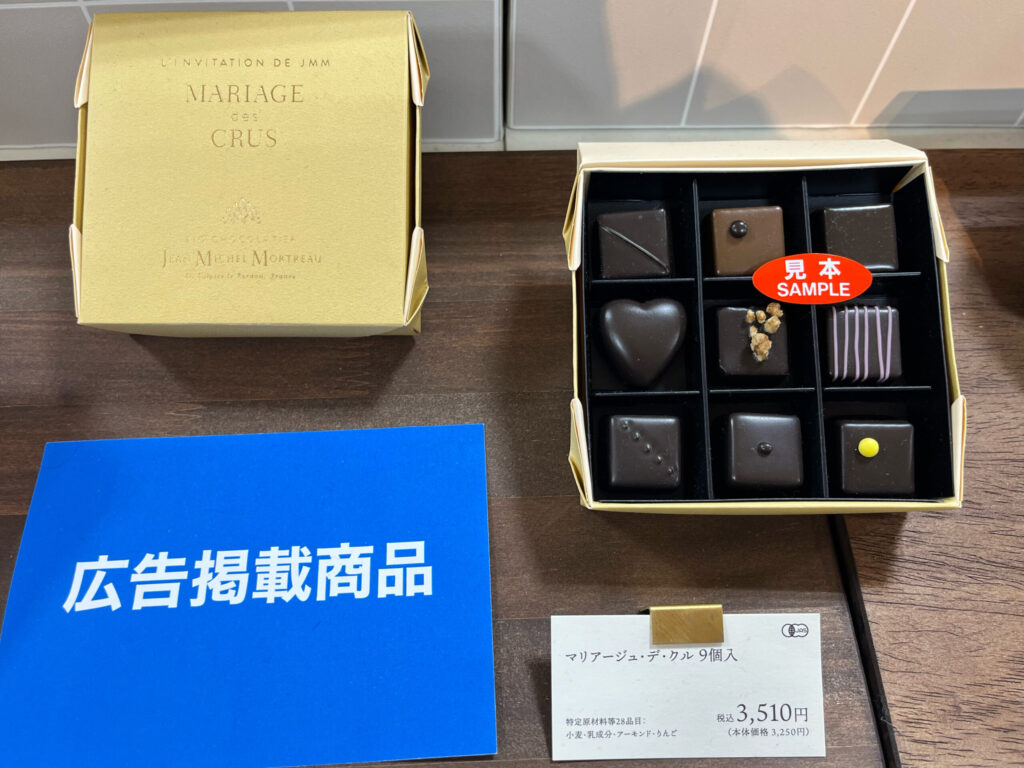 L'INVITATION DE JMM
MARIAGE
des
CRUS
JEAN MICHEL MORTREAU
見本
SAMPLE
広告掲載商品
JAS
マリアージュ・デ・クル 9個入
特定原材料等28品目:
小麦・乳成分・アーモンド・りんご
税込 3,510円
(本体価格 3,250円)